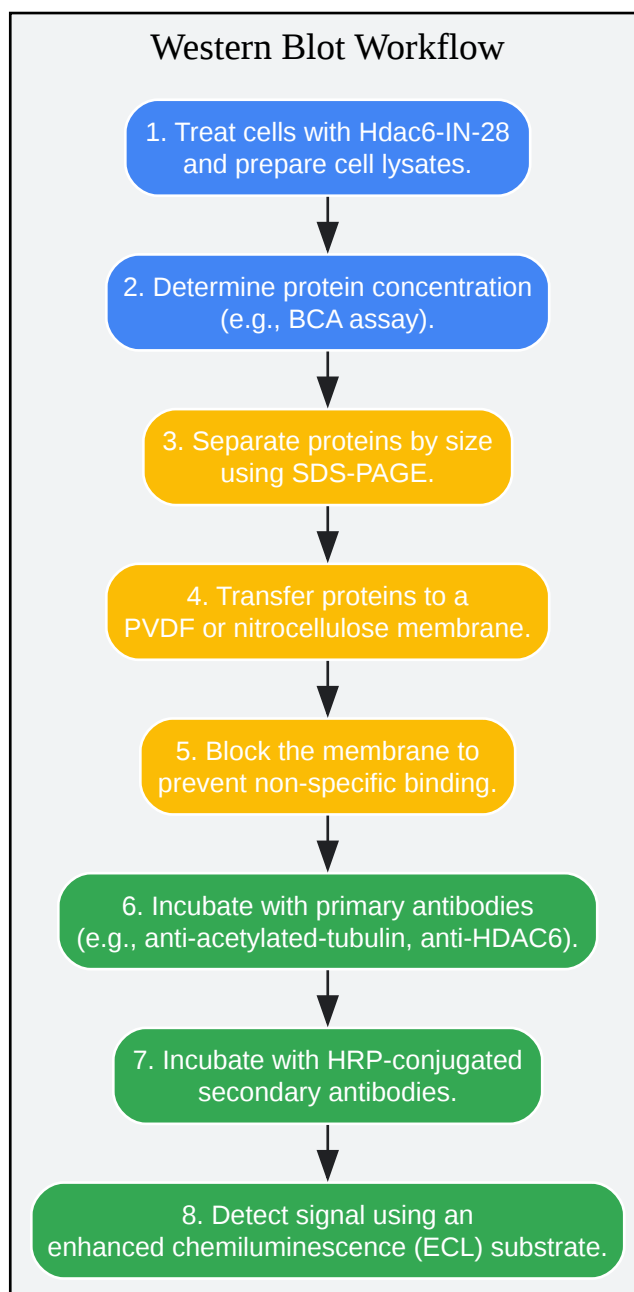 Western Blot Workflow
1. Treat cells with Hdac6-IN-28
and prepare cell lysates.
2. Determine protein concentration
(e.g., BCA assay).
3. Separate proteins by size
using SDS-PAGE.
4. Transfer proteins to a
PVDF or nitrocellulose membrane.
5. Block the membrane to
prevent non-specific binding.
6. Incubate with primary antibodies
(e.g., anti-acetylated-tubulin, anti-HDAC6).
7. Incubate with HRP-conjugated
secondary antibodies.
8. Detect signal using an
enhanced chemiluminescence (ECL) substrate.